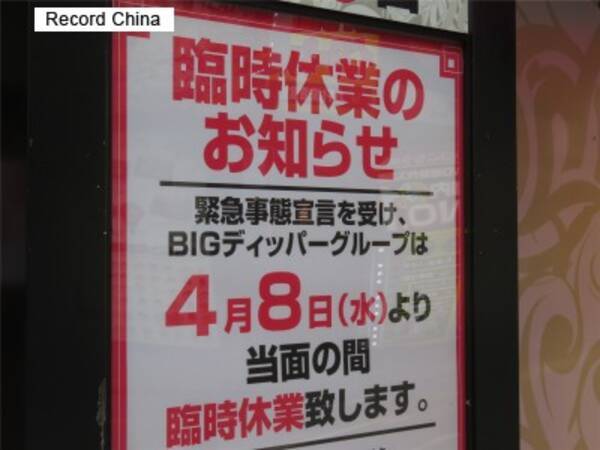 Record China
臨時休業の
お知らせ
緊急事態宣言を受け、
BIGディッパーグループは
4月8日(水)より
当面の間
臨時休業致します。